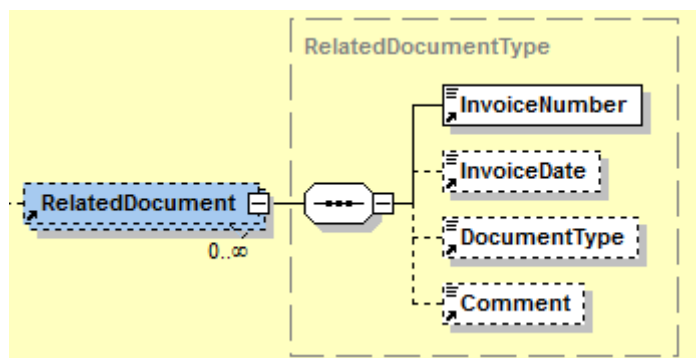 RelatedDocumentType
InvoiceNumber
InvoiceDate
RelatedDocument
0..∞
DocumentType
Comment